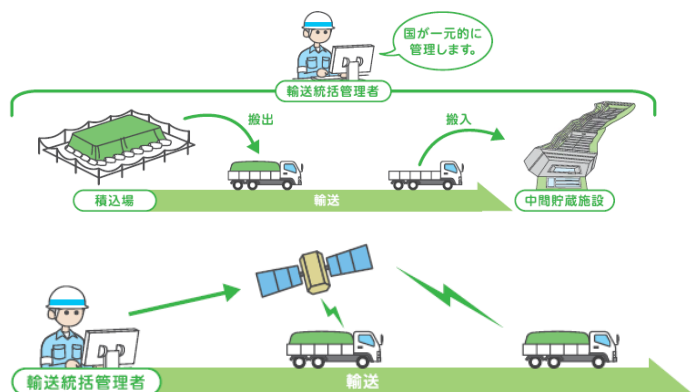 国が一元的に
管理します。
輸送統括管理者
搬出
搬入
積込場
輸送
中間貯蔵施設
輸送統括管理者
輸送